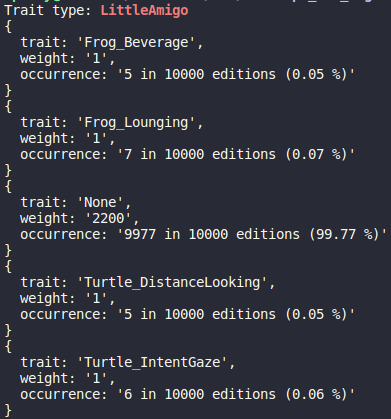 Trait type: LittleAmigo
{
trait: 'Frog_Beverage',
weight: '1',
occurrence: '5 in 10000 editions (0.05 %)'
}
{
trait: 'Frog_Lounging',
weight: '1',
occurrence: '7 in 10000 editions (0.07 %)'
}
{
trait: 'None',
weight: '2200',
occurrence: '9977 in 10000 editions (99.77 %)'
}
{
trait: 'Turtle_DistanceLooking',
weight: '1',
occurrence: '5 in 10000 editions (0.05 %)'
}
{
trait: 'Turtle_IntentGaze',
weight: '1',
occurrence: '6 in 10000 editions (0.06 %)'
}